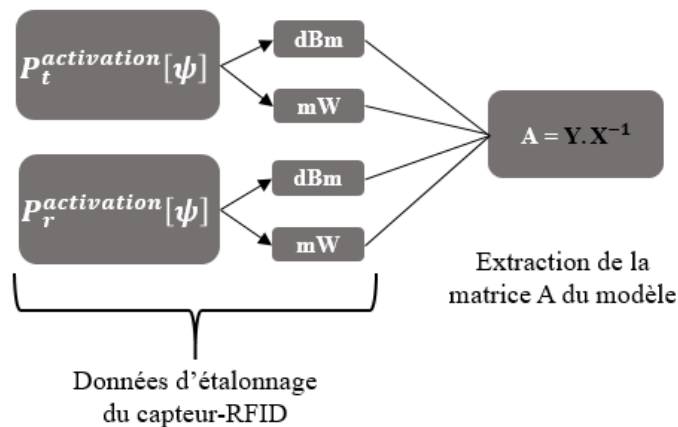 P_t^{activation}[ψ]
dBm
mW
P_r^{activation}[ψ]
dBm
mW
A = Y.X^{−1}
Extraction de la
matrice A du modèle
Données d’étalonnage
du capteur-RFID